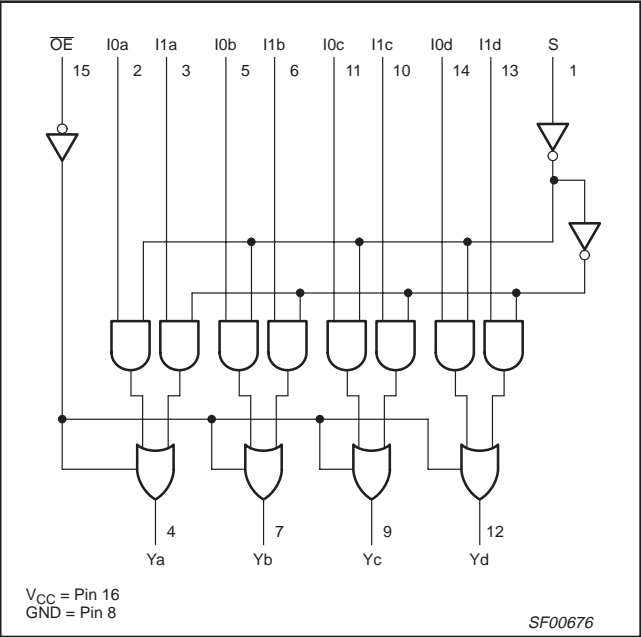 OE I0a I1a I0b I1b I0c I1c I0d I1d S
15 2 3 5 6 11 10 14 13 1
4 7 9 12
Ya Yb Yc Yd
VCC = Pin 16
GND = Pin 8
SF00676